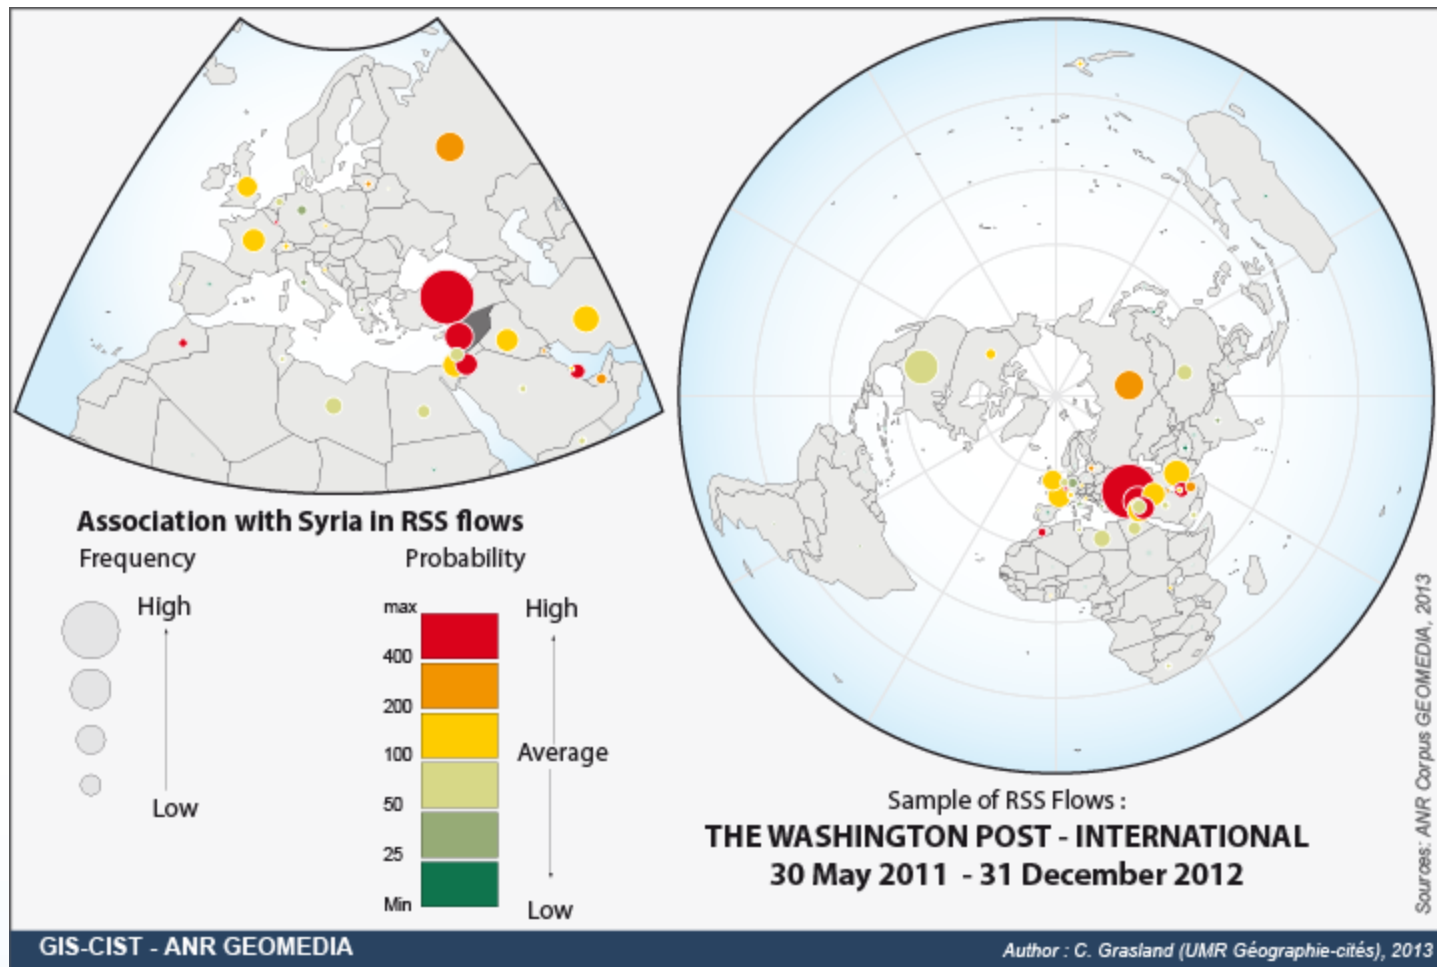 Association with Syria in RSS flows
Frequency
High
Low
Probability
max
400
200
100
50
25
Min
High
Average
Low
Sample of RSS Flows :
THE WASHINGTON POST - INTERNATIONAL
30 May 2011 - 31 December 2012
Sources: ANR Corpus GEOMEDIA, 2013
GIS-CIST - ANR GEOMEDIA
Author : C. Grasland (UMR Géographie-cités), 2013